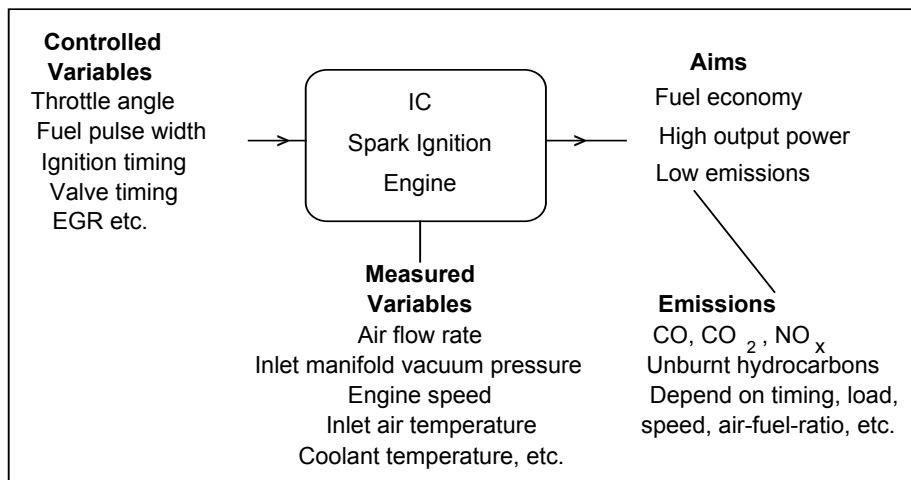 Controlled
Variables
Throttle angle
Fuel pulse width
Ignition timing
Valve timing
EGR etc.
IC
Spark Ignition
Engine
Aims
Fuel economy
High output power
Low emissions
Measured
Variables
Air flow rate
Inlet manifold vacuum pressure
Engine speed
Inlet air temperature
Coolant temperature, etc.
Emissions
CO, CO 2 , NO x
Unburnt hydrocarbons
Depend on timing, load,
speed, air-fuel-ratio, etc.